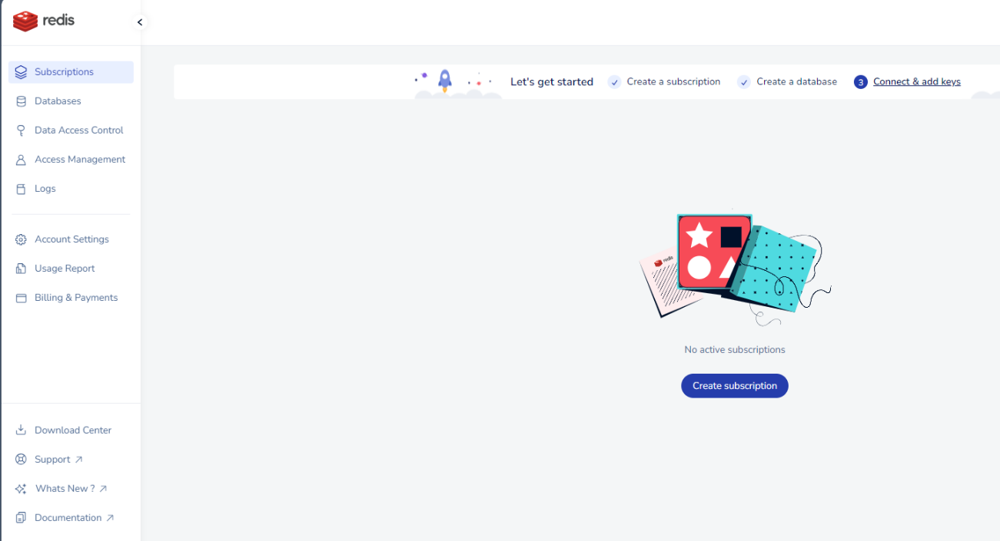 redis
Subscriptions
Databases
Data Access Control
Access Management
Logs
Account Settings
Usage Report
Billing & Payments
Download Center
Support
Whats New ?
Documentation
Let's get started Create a subscription Create a database 3 Connect & add keys
redis
No active subscriptions
Create subscription